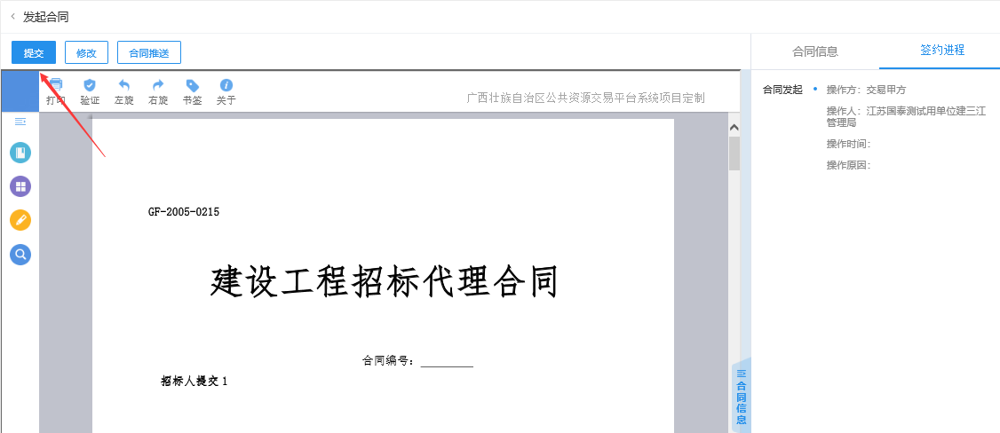 发起合同
提交 修改 合同推送
合同信息 签约进程
打印 验证 左旋 右旋 书签 关于
广西壮族自治区公共资源交易平台系统项目定制
合同发起 操作方：交易甲方
操作人：江苏国泰测试用单位建三江
管理局
操作时间：
操作原因：
GF-2005-0215
建设工程招标代理合同
合同编号：
招标人提交 1
合同信息